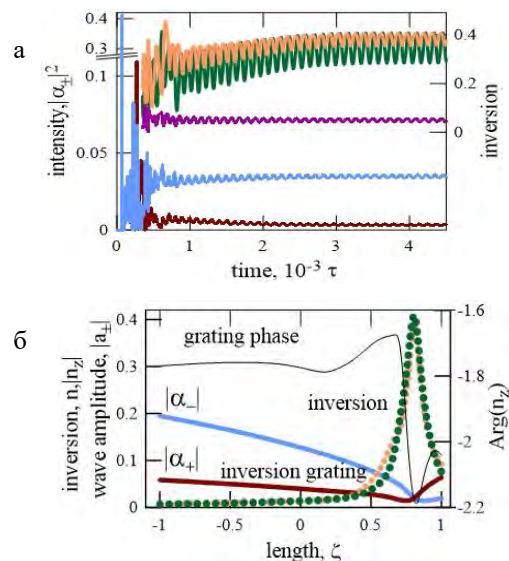 а
0.4
0.3
0.1
0.05
0
intensity,|α±|²
0.4
0.2
0
inversion
0 1 2 3 4
time, 10⁻³ τ
б
0.4
0.3
0.2
0.1
0
inversion, n,|n_z|
wave amplitude, |a±|
grating phase
|α₋|
|α₊|
inversion
inversion grating
-1.6
-1.8
-2
-2.2
Arg(n_z)
-1 -0.5 0 0.5 1
length, ζ